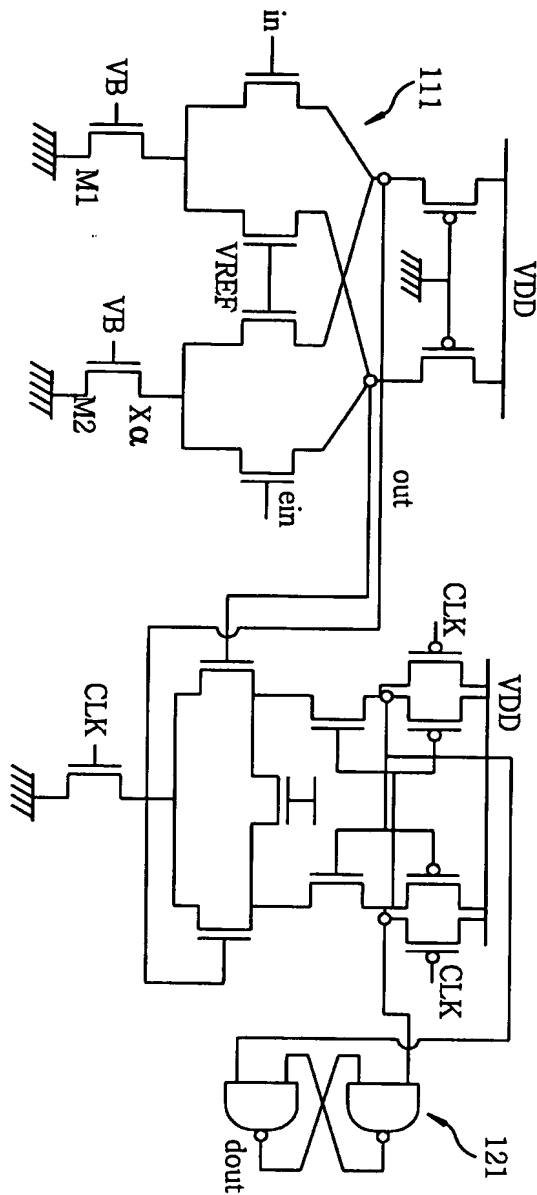 111
in
VB
M1
VREF
VDD
VB
Xα
M2
ein
out
CLK
VDD
CLK
CLK
121
dout